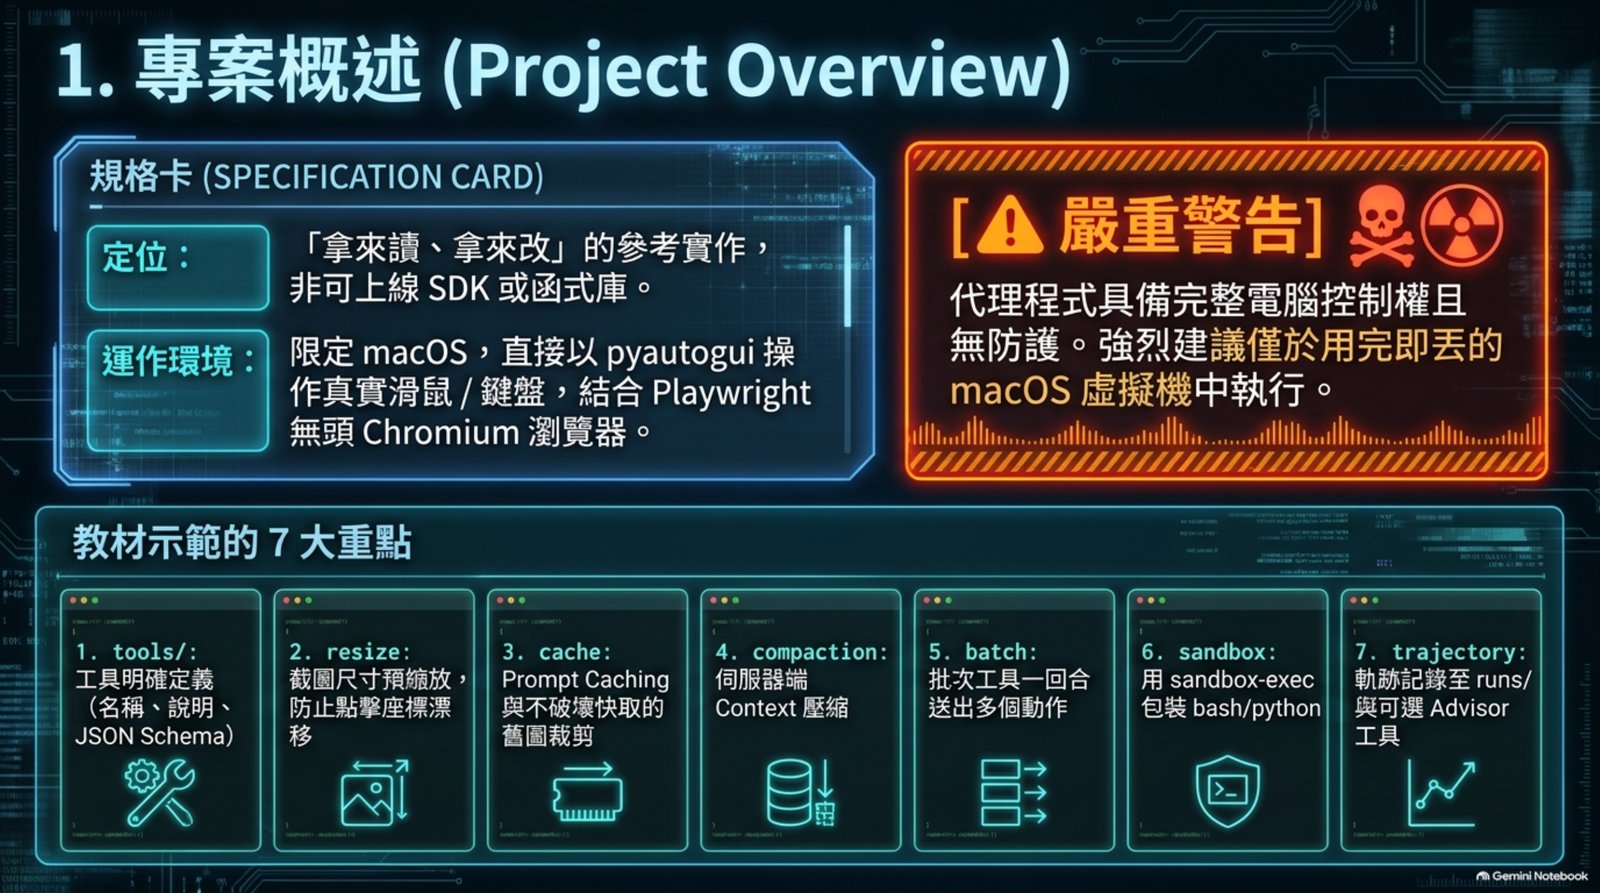 1. 專案概述 (Project Overview)
規格卡 (SPECIFICATION CARD)
定位：
「拿來讀、拿來改」的參考實作，
非可上線 SDK 或函式庫。
運作環境：
限定 macOS，直接以 pyautogui 操
作真實滑鼠 / 鍵盤，結合 Playwright
無頭 Chromium 瀏覽器。
[嚴重警告]
代理程式具備完整電腦控制權且
無防護。強烈建議僅於用完即丟的
macOS 虛擬機中執行。
教材示範的 7 大重點
1. tools/:
工具明確定義
（名稱、說明、
JSON Schema）
2. resize:
截圖尺寸預縮放，
防止點擊座標漂
移
3. cache:
Prompt Caching
與不破壞快取的
舊圖裁剪
4. compaction:
伺服器端
Context 壓縮
5. batch:
批次工具一回合
送出多個動作
6. sandbox:
用 sandbox-exec
包裝 bash/python
7. trajectory:
軌跡記錄至 runs/
與可選 Advisor
工具
Gemini Notebook